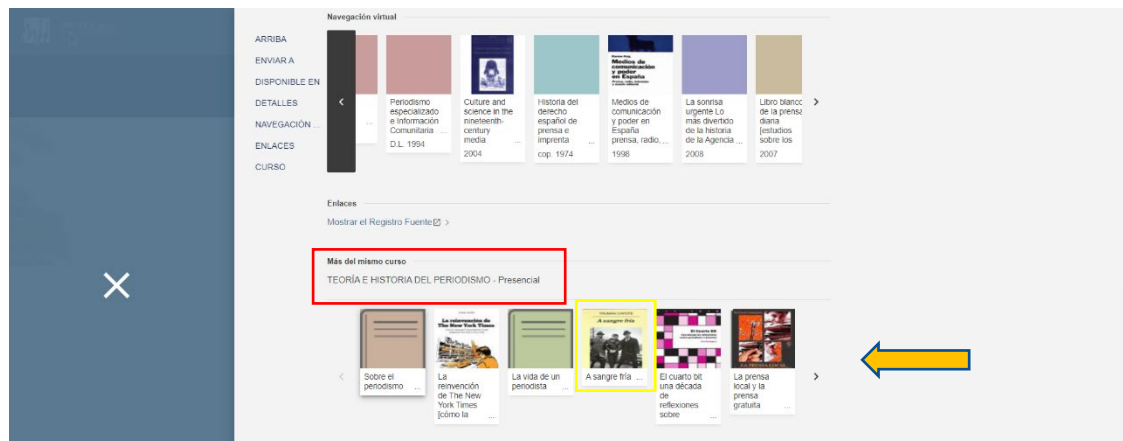 Navegación virtual
ARRIBA
ENVIAR A
DISPONIBLE EN
DETALLES
NAVEGACIÓN ...
ENLACES
CURSO
...
Periodismo
especializado
e Información
Comunitaria ...
D.L. 1994
Culture and
science in the
nineteenth-
century
media ...
2004
Historia del
derecho
español de
prensa e
imprenta ...
cop. 1974
Medios de
comunicación
y poder
en España
Medios de
comunicación
y poder en
España
prensa, radio, ...
1998
La sonrisa
urgente Lo
más divertido
de la historia
de la Agencia ...
2008
Libro blanco
de la prensa
diaria
[estudios
sobre los
2007
Enlaces
Mostrar el Registro Fuente
Más del mismo curso
TEORÍA E HISTORIA DEL PERIODISMO - Presencial
Sobre el
periodismo ...
La reinvención de
The New York Times
La
reinvención
de The New
York Times
[cómo la ...
La vida de un
periodista ...
A sangre fría
A sangre fría ...
El cuarto bit
El cuarto bit
una década
de
reflexiones
sobre ...
LA PRENSA LOCAL
La prensa
local y la
prensa
gratuita ...